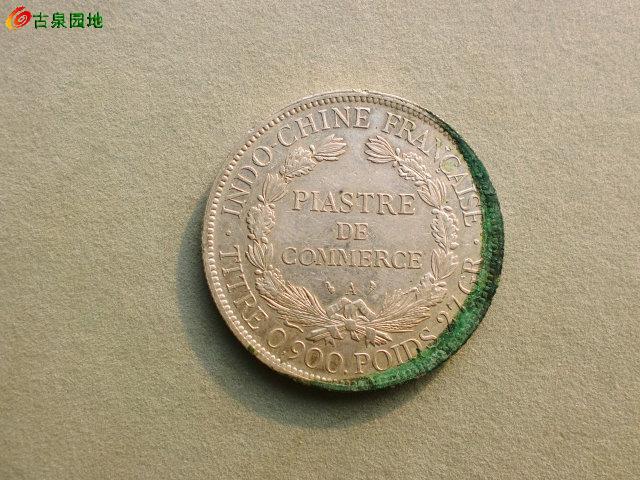 古泉园地
INDO-CHINE FRANÇAISE
PIASTRE
DE
COMMERCE
A
TITRE 0,900. POIDS 27 GR.